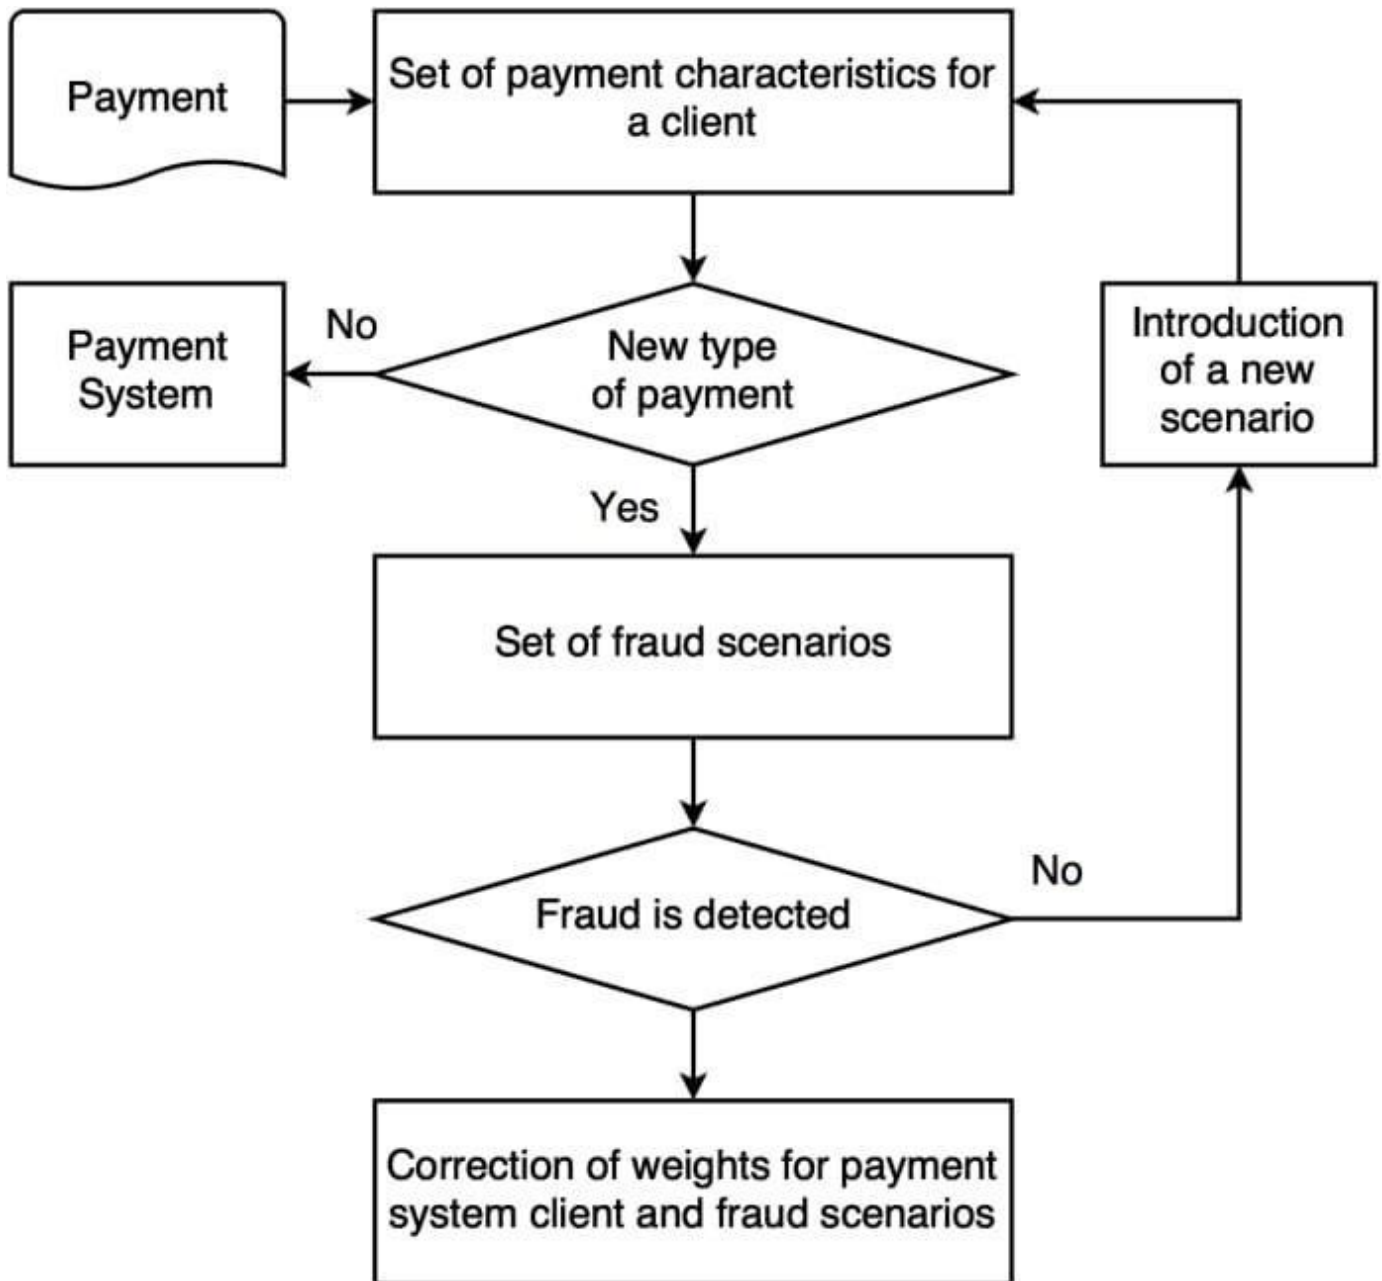 Payment
Set of payment characteristics for
a client
Payment
System
No
New type
of payment
Introduction
of a new
scenario
Yes
Set of fraud scenarios
Fraud is detected
No
Correction of weights for payment
system client and fraud scenarios